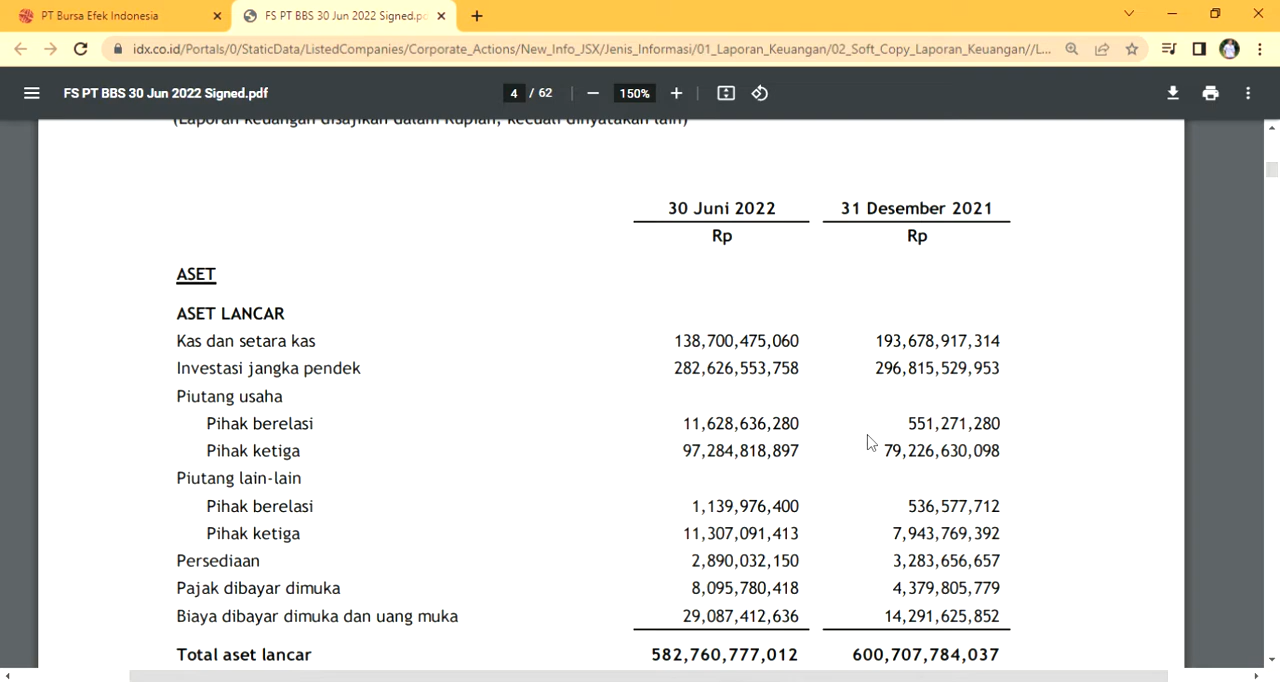 PT Bursa Efek Indonesia
FS PT BBS 30 Jun 2022 Signed.p
idx.co.id/Portals/0/StaticData/ListedCompanies/Corporate_Actions/New_Info_JSX/Jenis_Informasi/01_Laporan_Keuangan/02_Soft_Copy_Laporan_Keuangan//L...
FS PT BBS 30 Jun 2022 Signed.pdf 4 / 62 150%
(Laporan Keuangan disajikan dalam Rupiah, kecuali dinyatakan lain)
30 Juni 2022 31 Desember 2021
Rp Rp
ASET
ASET LANCAR
Kas dan setara kas 138,700,475,060 193,678,917,314
Investasi jangka pendek 282,626,553,758 296,815,529,953
Piutang usaha
Pihak berelasi 11,628,636,280 551,271,280
Pihak ketiga 97,284,818,897 79,226,630,098
Piutang lain-lain
Pihak berelasi 1,139,976,400 536,577,712
Pihak ketiga 11,307,091,413 7,943,769,392
Persediaan 2,890,032,150 3,283,656,657
Pajak dibayar dimuka 8,095,780,418 4,379,805,779
Biaya dibayar dimuka dan uang muka 29,087,412,636 14,291,625,852
Total aset lancar 582,760,777,012 600,707,784,037